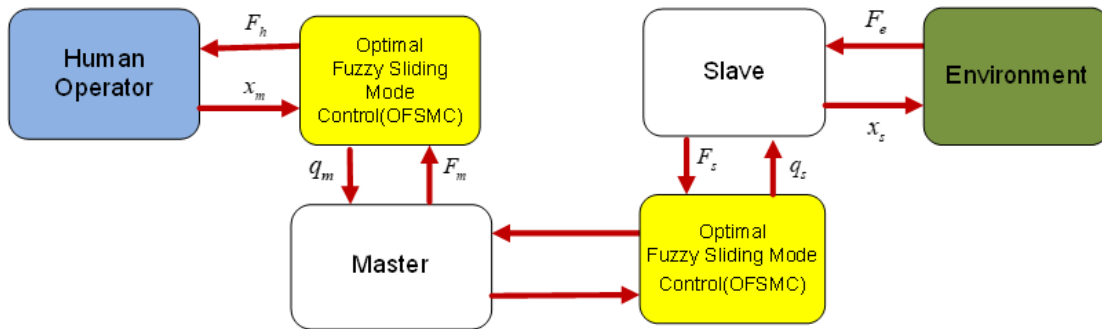 Human
Operator
F_h
x_m
Optimal
Fuzzy Sliding
Mode
Control(OFSMC)
q_m
F_m
Master
Slave
F_e
x_s
Environment
F_s
q_s
Optimal
Fuzzy Sliding Mode
Control(OFSMC)